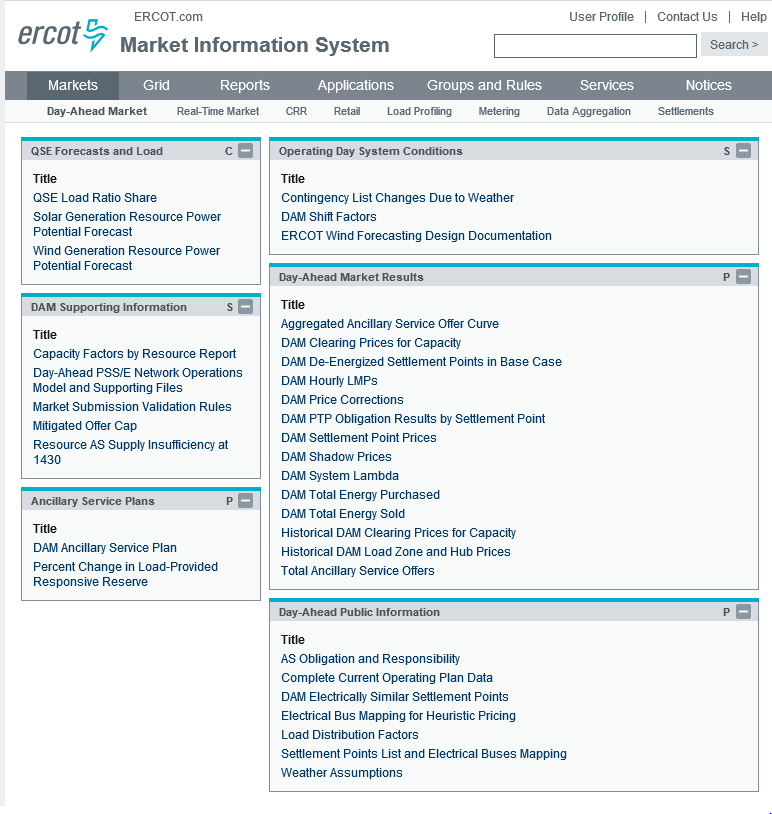 ERCOT.com
User Profile | Contact Us | Help
ercot
Market Information System
Search >
Markets Grid Reports Applications Groups and Rules Services Notices
Day-Ahead Market Real-Time Market CRR Retail Load Profiling Metering Data Aggregation Settlements
QSE Forecasts and Load C
Title
QSE Load Ratio Share
Solar Generation Resource Power
Potential Forecast
Wind Generation Resource Power
Potential Forecast
DAM Supporting Information S
Title
Capacity Factors by Resource Report
Day-Ahead PSS/E Network Operations
Model and Supporting Files
Market Submission Validation Rules
Mitigated Offer Cap
Resource AS Supply Insufficiency at
1430
Ancillary Service Plans P
Title
DAM Ancillary Service Plan
Percent Change in Load-Provided
Responsive Reserve
Operating Day System Conditions S
Title
Contingency List Changes Due to Weather
DAM Shift Factors
ERCOT Wind Forecasting Design Documentation
Day-Ahead Market Results P
Title
Aggregated Ancillary Service Offer Curve
DAM Clearing Prices for Capacity
DAM De-Energized Settlement Points in Base Case
DAM Hourly LMPs
DAM Price Corrections
DAM PTP Obligation Results by Settlement Point
DAM Settlement Point Prices
DAM Shadow Prices
DAM System Lambda
DAM Total Energy Purchased
DAM Total Energy Sold
Historical DAM Clearing Prices for Capacity
Historical DAM Load Zone and Hub Prices
Total Ancillary Service Offers
Day-Ahead Public Information P
Title
AS Obligation and Responsibility
Complete Current Operating Plan Data
DAM Electrically Similar Settlement Points
Electrical Bus Mapping for Heuristic Pricing
Load Distribution Factors
Settlement Points List and Electrical Buses Mapping
Weather Assumptions